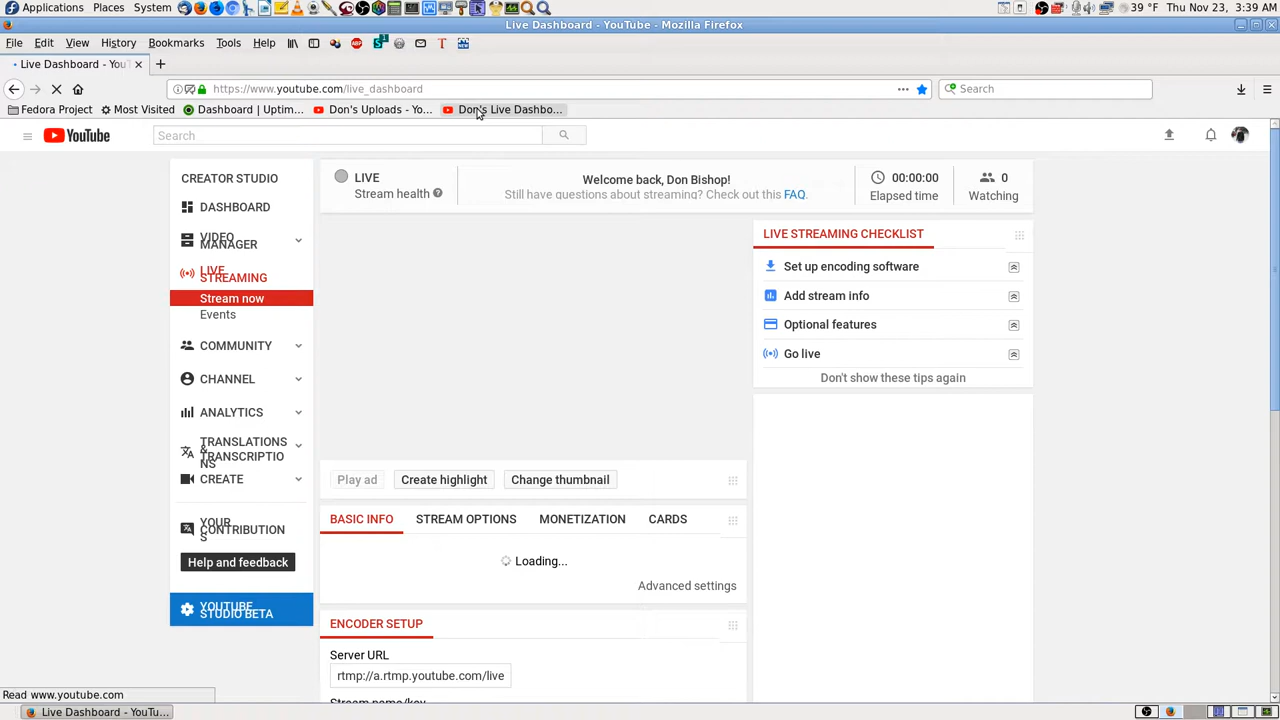 Applications Places System 39 °F Thu Nov 23, 3:39 AM
Live Dashboard - YouTube - Mozilla Firefox
File Edit View History Bookmarks Tools Help
Live Dashboard - YouT
https://www.youtube.com/live_dashboard Search
Fedora Project Most Visited Dashboard | Uptim... Don's Uploads - Yo... Don's Live Dashbo...
YouTube Search
CREATOR STUDIO
DASHBOARD
VIDEO
MANAGER
LIVE
STREAMING
Stream now
Events
COMMUNITY
CHANNEL
ANALYTICS
TRANSLATIONS
&
TRANSCRIPTIO
NS
CREATE
YOUR
CONTRIBUTION
S
Help and feedback
YOUTUBE
STUDIO BETA
LIVE
Stream health
Welcome back, Don Bishop!
Still have questions about streaming? Check out this FAQ.
00:00:00
Elapsed time
0
Watching
LIVE STREAMING CHECKLIST
Set up encoding software
Add stream info
Optional features
Go live
Don't show these tips again
Play ad Create highlight Change thumbnail
BASIC INFO STREAM OPTIONS MONETIZATION CARDS
Loading...
Advanced settings
ENCODER SETUP
Server URL
rtmp://a.rtmp.youtube.com/live
Stream name/key
Read www.youtube.com
Live Dashboard - YouTu...